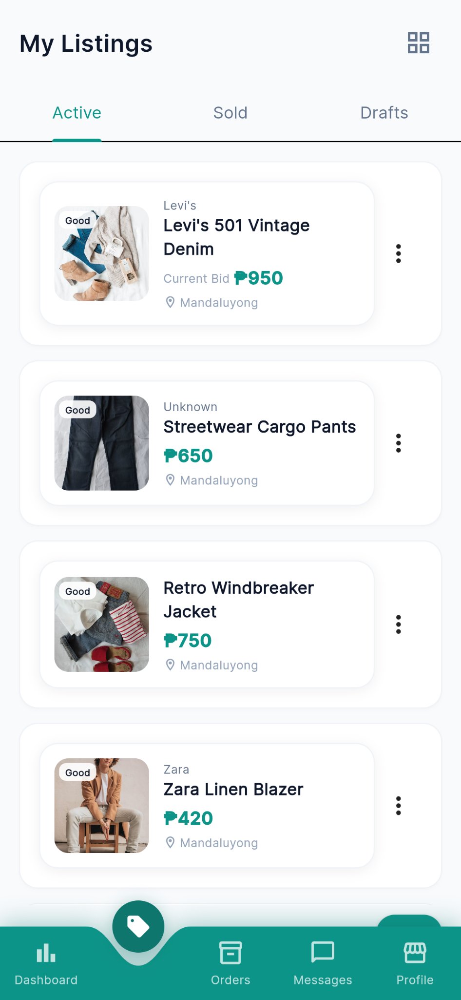 My Listings
Active
Sold
Drafts
Good
Levi's
Levi's 501 Vintage
Denim
Current Bid ₱950
Mandaluyong
Good
Unknown
Streetwear Cargo Pants
₱650
Mandaluyong
Good
Retro Windbreaker
Jacket
₱750
Mandaluyong
Good
Zara
Zara Linen Blazer
₱420
Mandaluyong
Dashboard
Orders
Messages
Profile